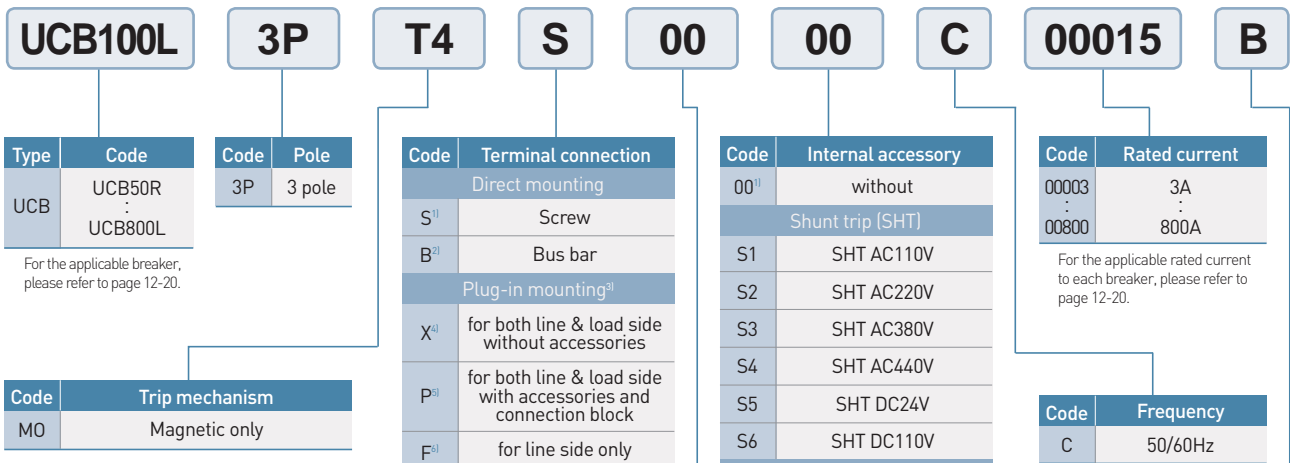 UCB100L 3P T4 S 00 00 C 00015 B
Type Code
UCB UCB50R
:
UCB800L
For the applicable breaker,
please refer to page 12-20.
Code Pole
3P 3 pole
Code Trip mechanism
MO Magnetic only
Code Terminal connection
Direct mounting
S1) Screw
B2) Bus bar
Plug-in mounting3)
X4) for both line & load side
without accessories
P5) for both line & load side
with accessories and
connection block
F6) for line side only
Code Internal accessory
001) without
Shunt trip (SHT)
S1 SHT AC110V
S2 SHT AC220V
S3 SHT AC380V
S4 SHT AC440V
S5 SHT DC24V
S6 SHT DC110V
Code Rated current
00003 3A
: :
00800 800A
For the applicable rated current
to each breaker, please refer to
page 12-20.
Code Frequency
C 50/60Hz